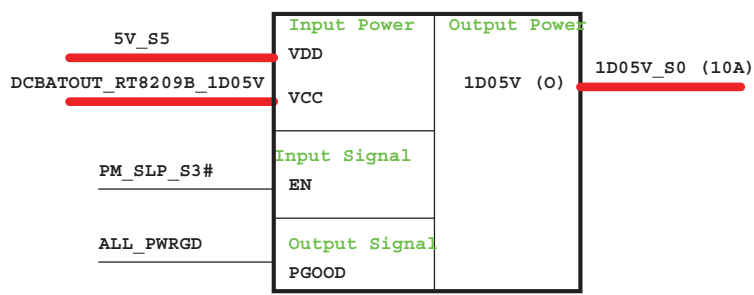 Input Power
Output Power
5V_S5
VDD
1D05V_S0 (10A)
DCBATOUT_RT8209B_1D05V
VCC
1D05V (O)
Input Signal
PM_SLP_S3#
EN
ALL_PWRGD
Output Signal
PGOOD